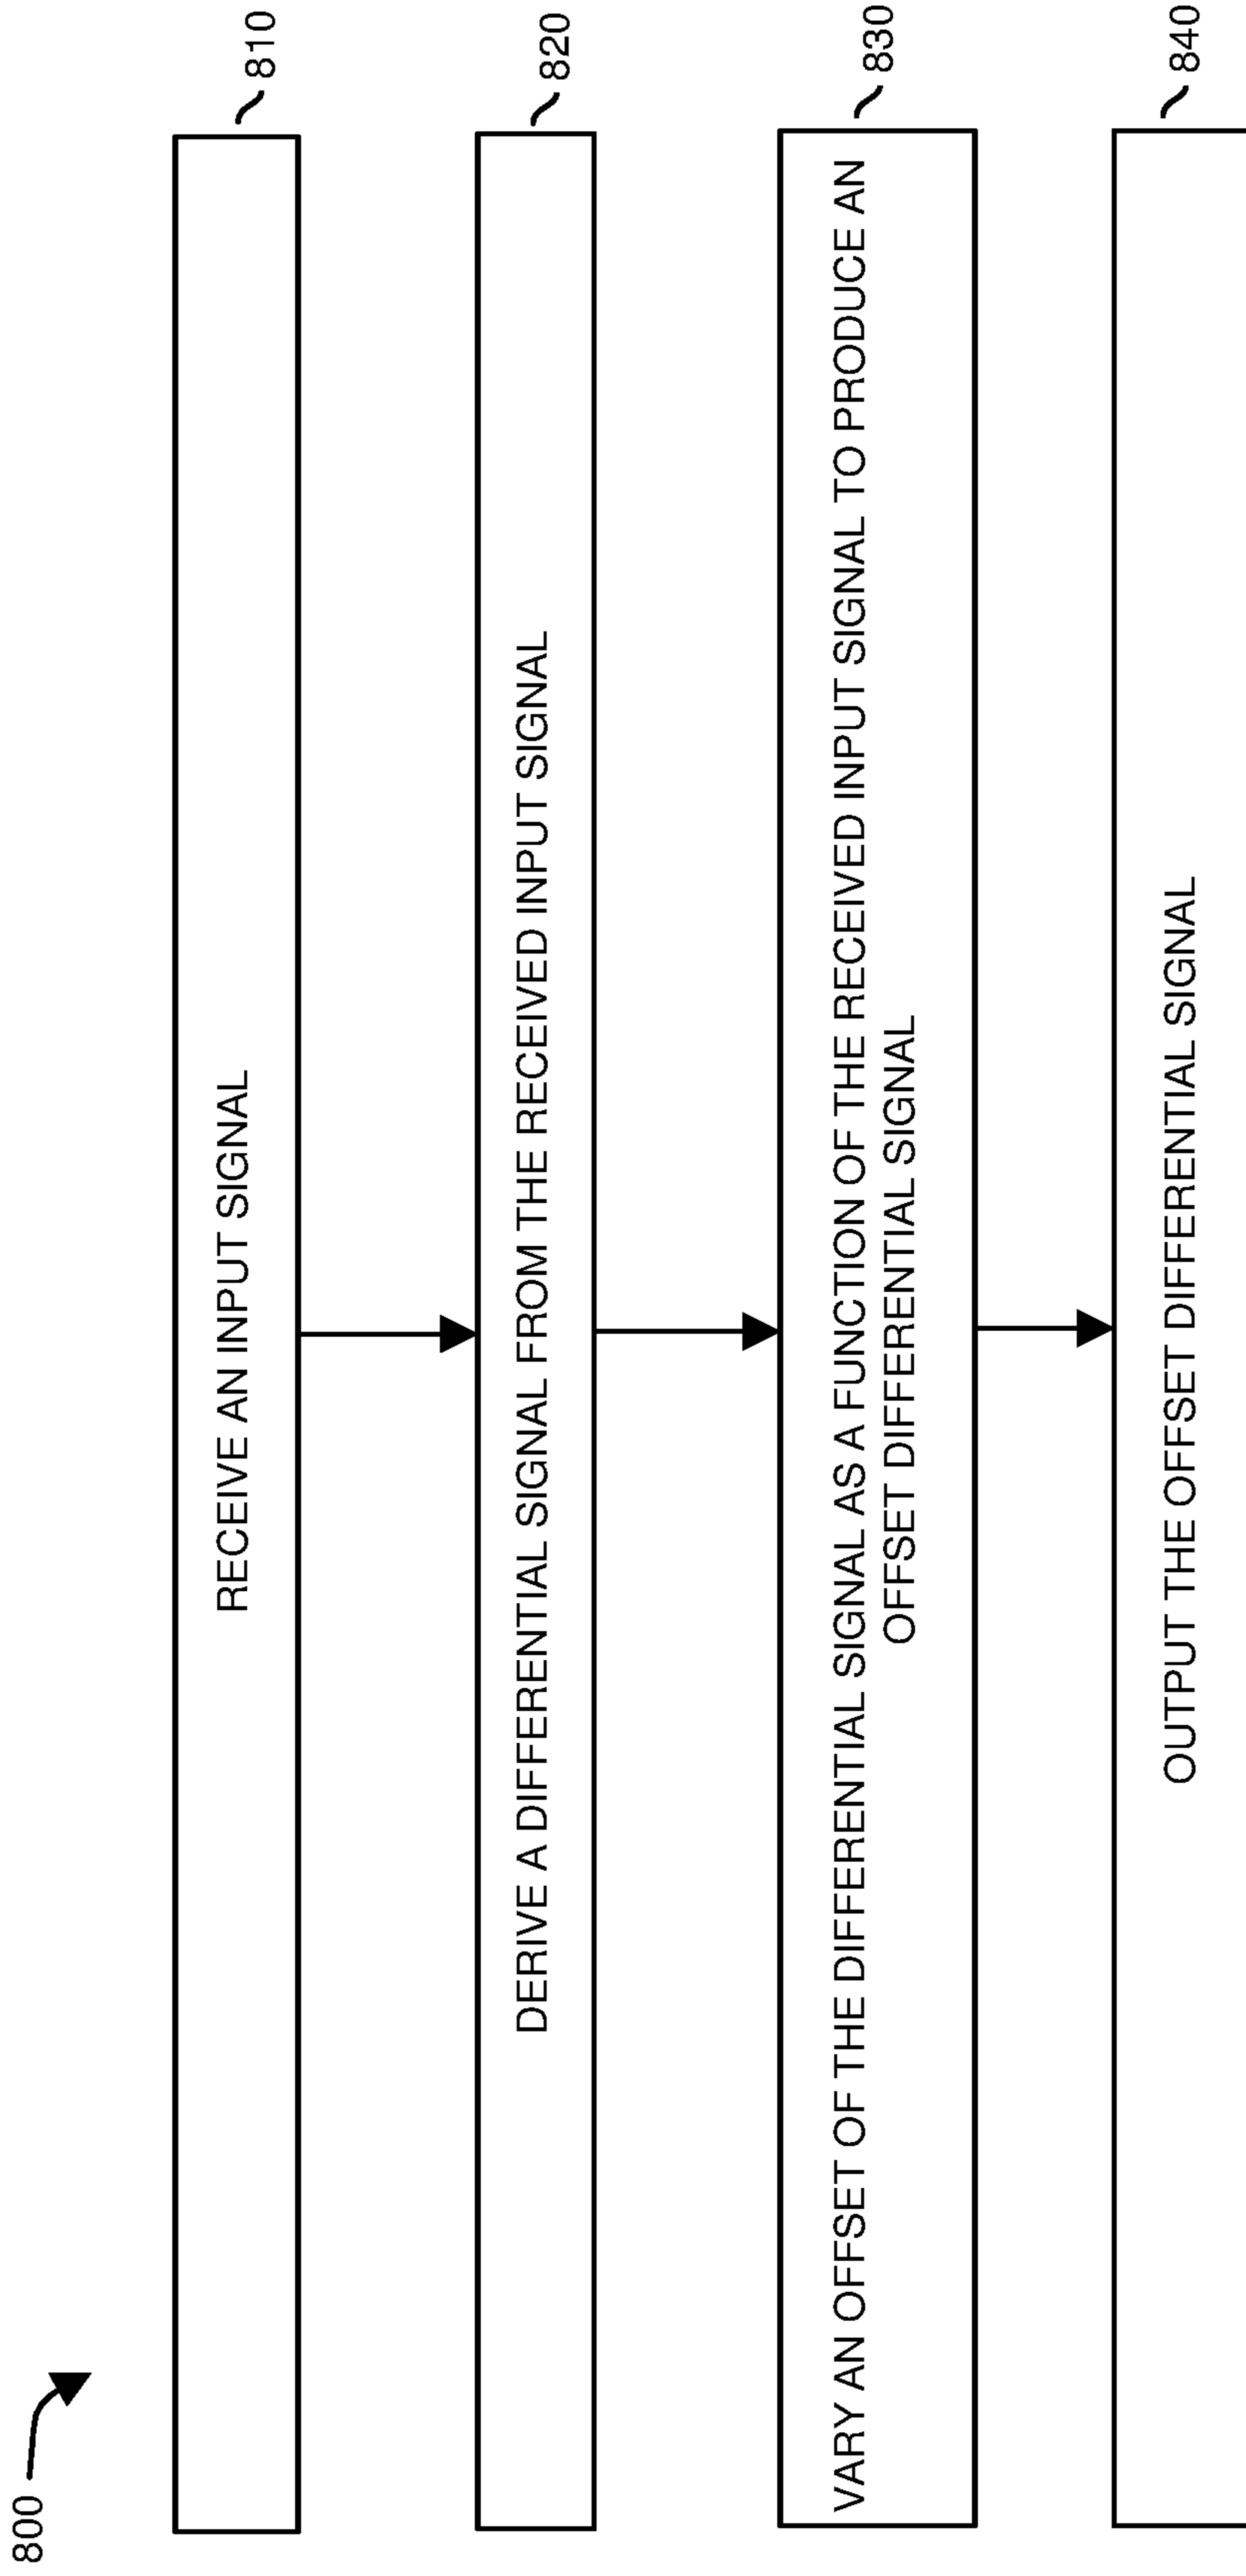 800
RECEIVE AN INPUT SIGNAL
810
DERIVE A DIFFERENTIAL SIGNAL FROM THE RECEIVED INPUT SIGNAL
820
VARY AN OFFSET OF THE DIFFERENTIAL SIGNAL AS A FUNCTION OF THE RECEIVED INPUT SIGNAL TO PRODUCE AN
OFFSET DIFFERENTIAL SIGNAL
830
OUTPUT THE OFFSET DIFFERENTIAL SIGNAL
840